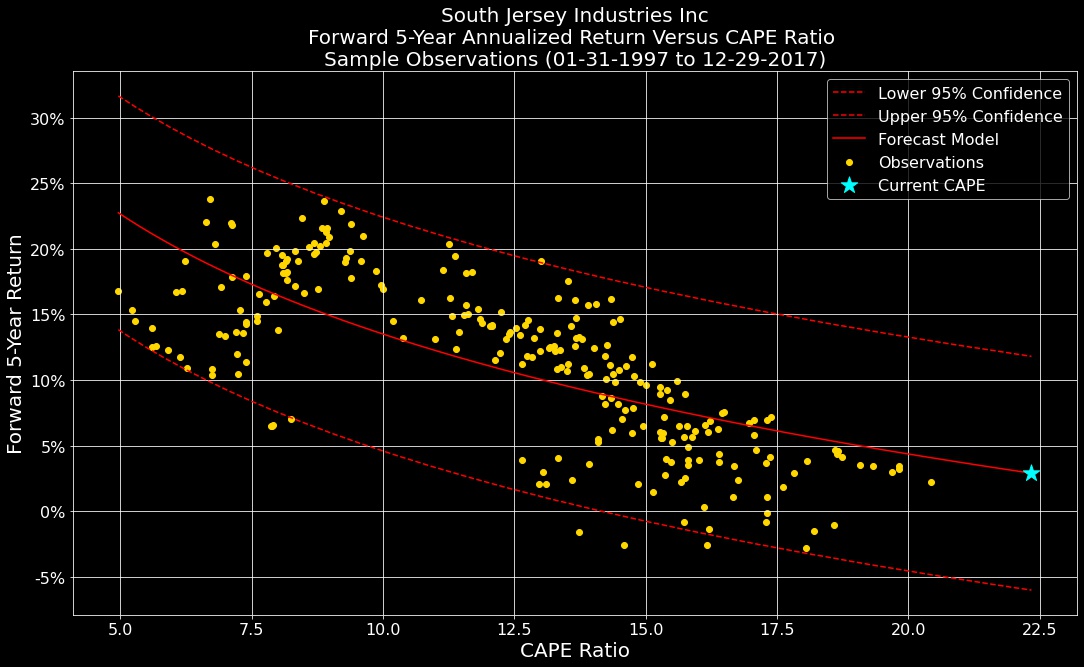 South Jersey Industries Inc
Forward 5-Year Annualized Return Versus CAPE Ratio
Sample Observations (01-31-1997 to 12-29-2017)
Lower 95% Confidence
Upper 95% Confidence
Forecast Model
Observations
Current CAPE
Forward 5-Year Return
30%
25%
20%
15%
10%
5%
0%
-5%
5.0 7.5 10.0 12.5 15.0 17.5 20.0 22.5
CAPE Ratio